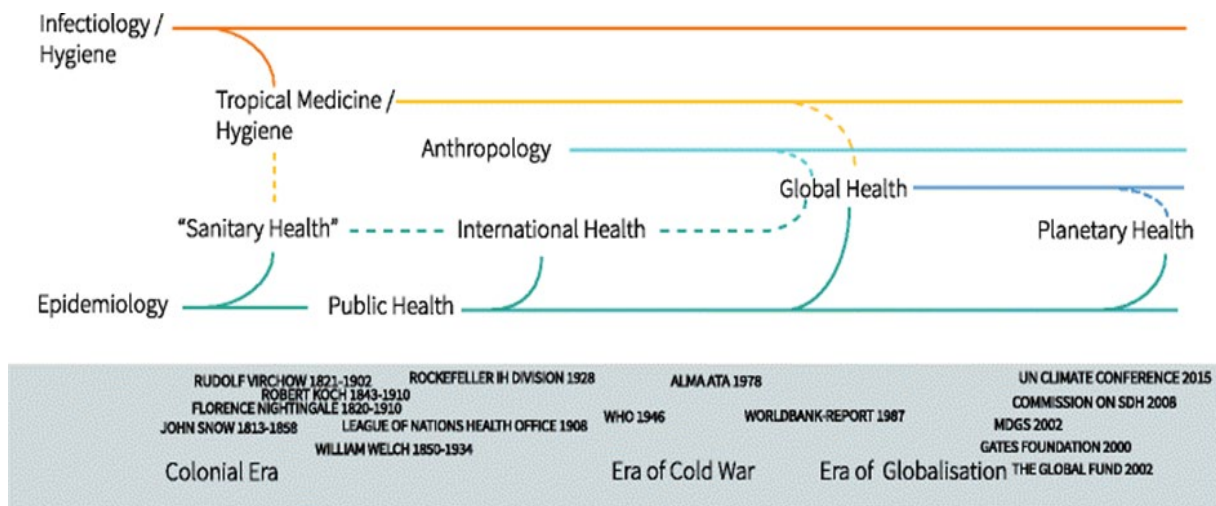 Infectiology /
Hygiene
Tropical Medicine /
Hygiene
Anthropology
Global Health
"Sanitary Health"
International Health
Planetary Health
Epidemiology
Public Health
RUDOLF VIRCHOW 1821-1902
ROCKEFELLER IH DIVISION 1928
ALMA ATA 1978
UN CLIMATE CONFERENCE 2015
ROBERT KOCH 1843-1910
FLORENCE NIGHTINGALE 1820-1910
COMMISSION ON SDH 2008
JOHN SNOW 1813-1858
LEAGUE OF NATIONS HEALTH OFFICE 1908
WHO 1946
WORLDBANK-REPORT 1987
MDGS 2002
WILLIAM WELCH 1850-1934
GATES FOUNDATION 2000
Colonial Era
Era of Cold War
Era of Globalisation
THE GLOBAL FUND 2002